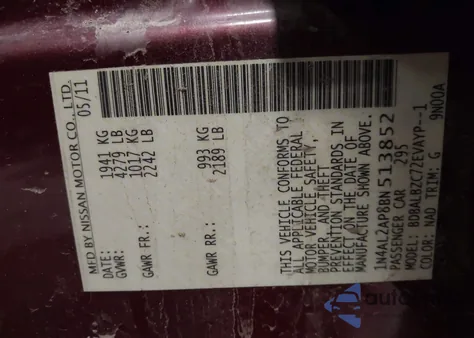 MFD BY NISSAN MOTOR CO., LTD.
05/11
GVWR: 1941 KG
4279 LB
GAWR FR.: 1017 KG
2242 LB
GAWR RR.: 993 KG
2189 LB
THIS VEHICLE CONFORMS TO
ALL APPLICABLE FEDERAL
MOTOR VEHICLE SAFETY,
BUMPER, AND THEFT
PREVENTION STANDARDS IN
EFFECT ON THE DATE OF
MANUFACTURE SHOWN ABOVE.
1N4AL2AP8BN513852
PASSENGER CAR 295
MODEL: BDBALBZC77EVAYP--1
COLOR: NAD TRIM: G 9N00A